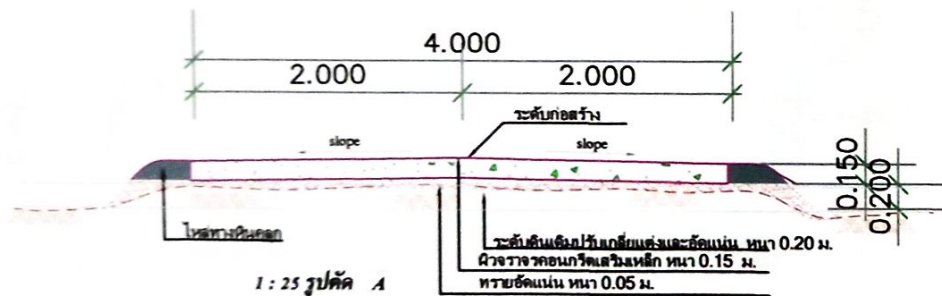 4.000
2.000 2.000
ระดับก่อสร้าง
slope slope
0.150
0.200
ไหล่ทางหินคลุก
ระดับดินเดิมปรับเกลี่ยแต่งและอัดแน่น หนา 0.20 ม.
ผิวจราจรคอนกรีตเสริมเหล็ก หนา 0.15 ม.
ทรายอัดแน่น หนา 0.05 ม.
1 : 25 รูปตัด A